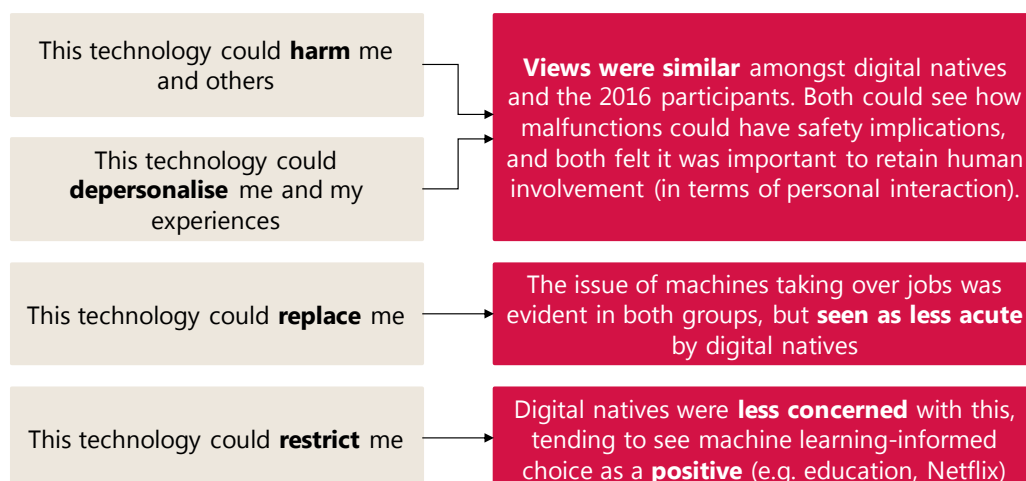 This technology could harm me
and others
Views were similar amongst digital natives
and the 2016 participants. Both could see how
malfunctions could have safety implications,
and both felt it was important to retain human
involvement (in terms of personal interaction).
This technology could
depersonalise me and my
experiences
This technology could replace me
The issue of machines taking over jobs was
evident in both groups, but seen as less acute
by digital natives
This technology could restrict me
Digital natives were less concerned with this,
tending to see machine learning-informed
choice as a positive (e.g. education, Netflix)